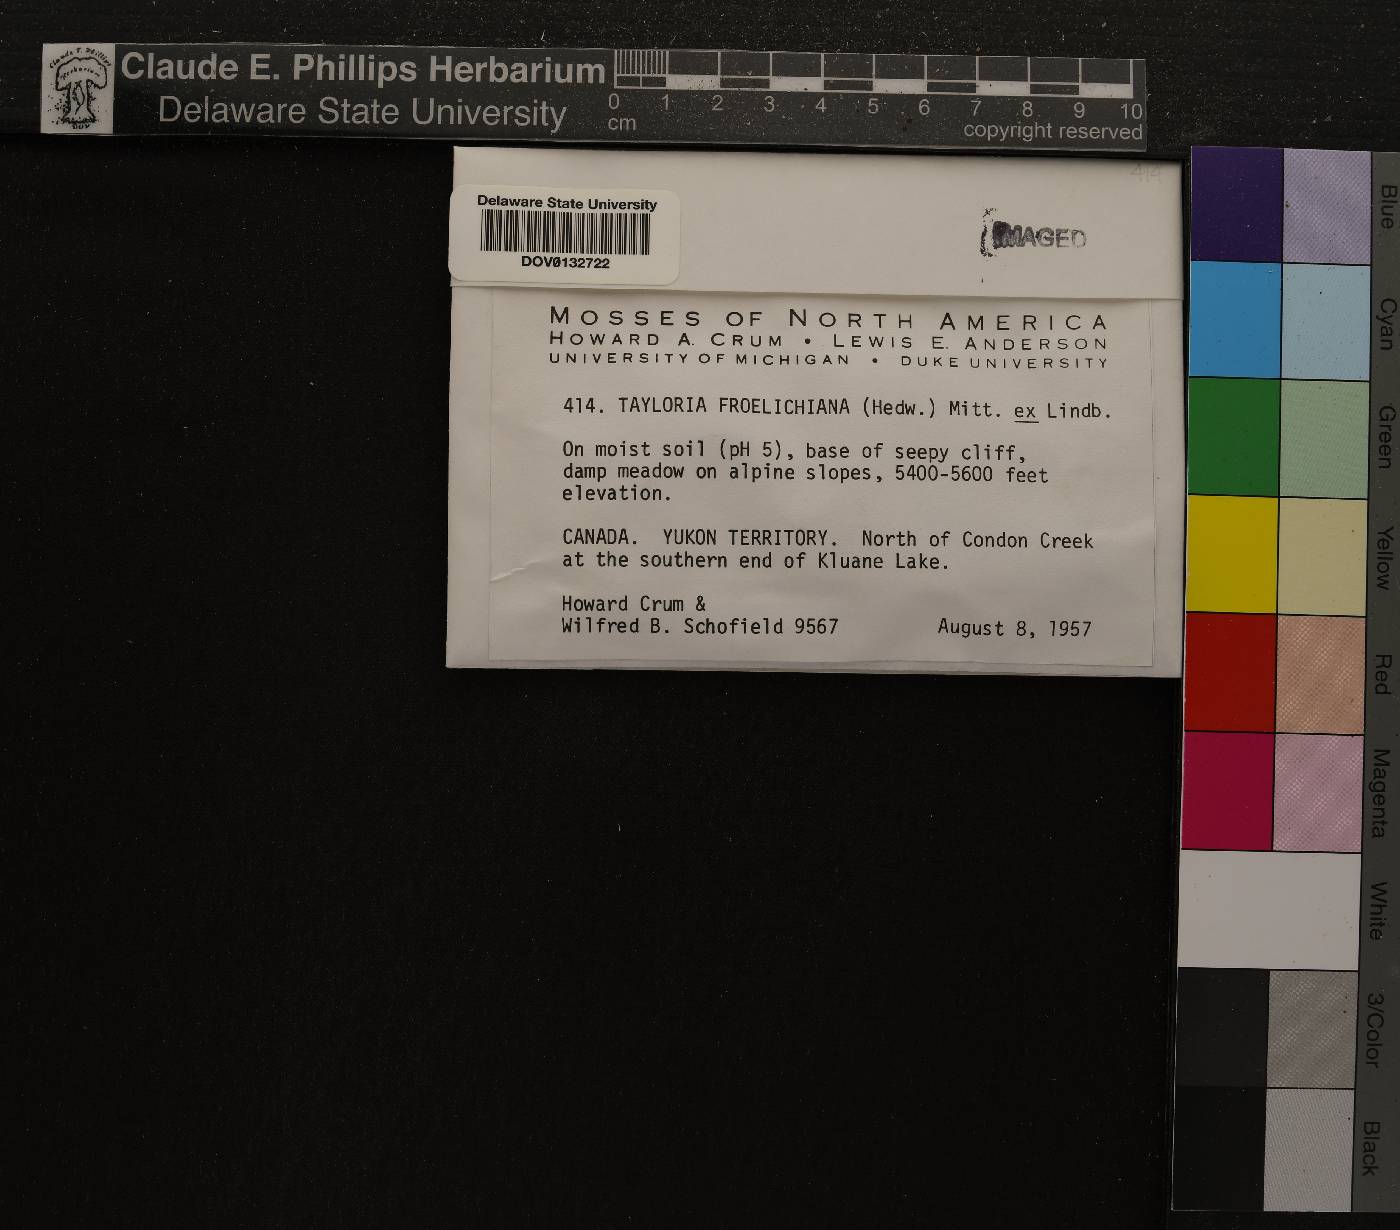 Claude E. Phillips Herbarium
Delaware State University
0 1 2 3 4 5 6 7 8 9 10
cm
copyright reserved
414
Delaware State University
DOV0132722
IMAGED
MOSSES OF NORTH AMERICA
HOWARD A. CRUM • LEWIS E. ANDERSON
UNIVERSITY OF MICHIGAN • DUKE UNIVERSITY
414. TAYLORIA FROELICHIANA (Hedw.) Mitt. ex Lindb.
On moist soil (pH 5), base of seepy cliff,
damp meadow on alpine slopes, 5400-5600 feet
elevation.
CANADA. YUKON TERRITORY. North of Condon Creek
at the southern end of Kluane Lake.
Howard Crum &
Wilfred B. Schofield 9567 August 8, 1957
Blue
Cyan
Green
Yellow
Red
Magenta
White
3/Color
Black